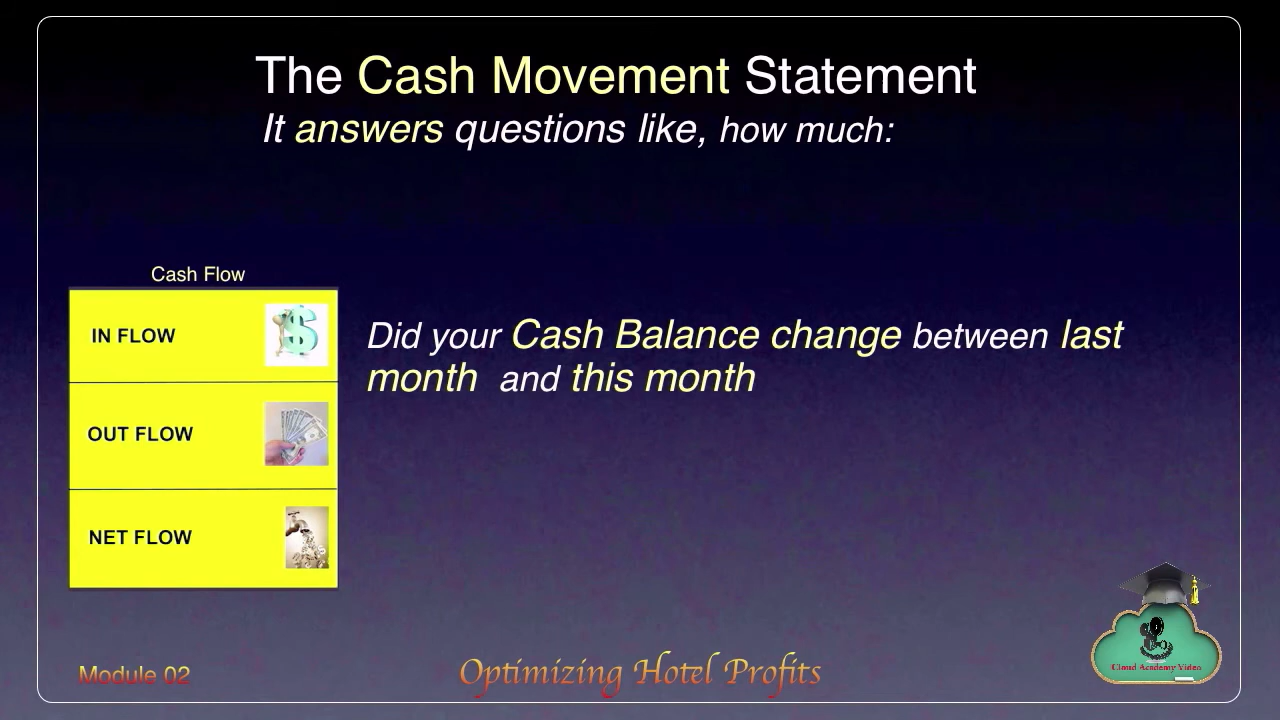 The Cash Movement Statement
It answers questions like, how much:
Cash Flow
IN FLOW
OUT FLOW
NET FLOW
Did your Cash Balance change between last
month and this month
Module 02
Optimizing Hotel Profits
Cloud Academy Video